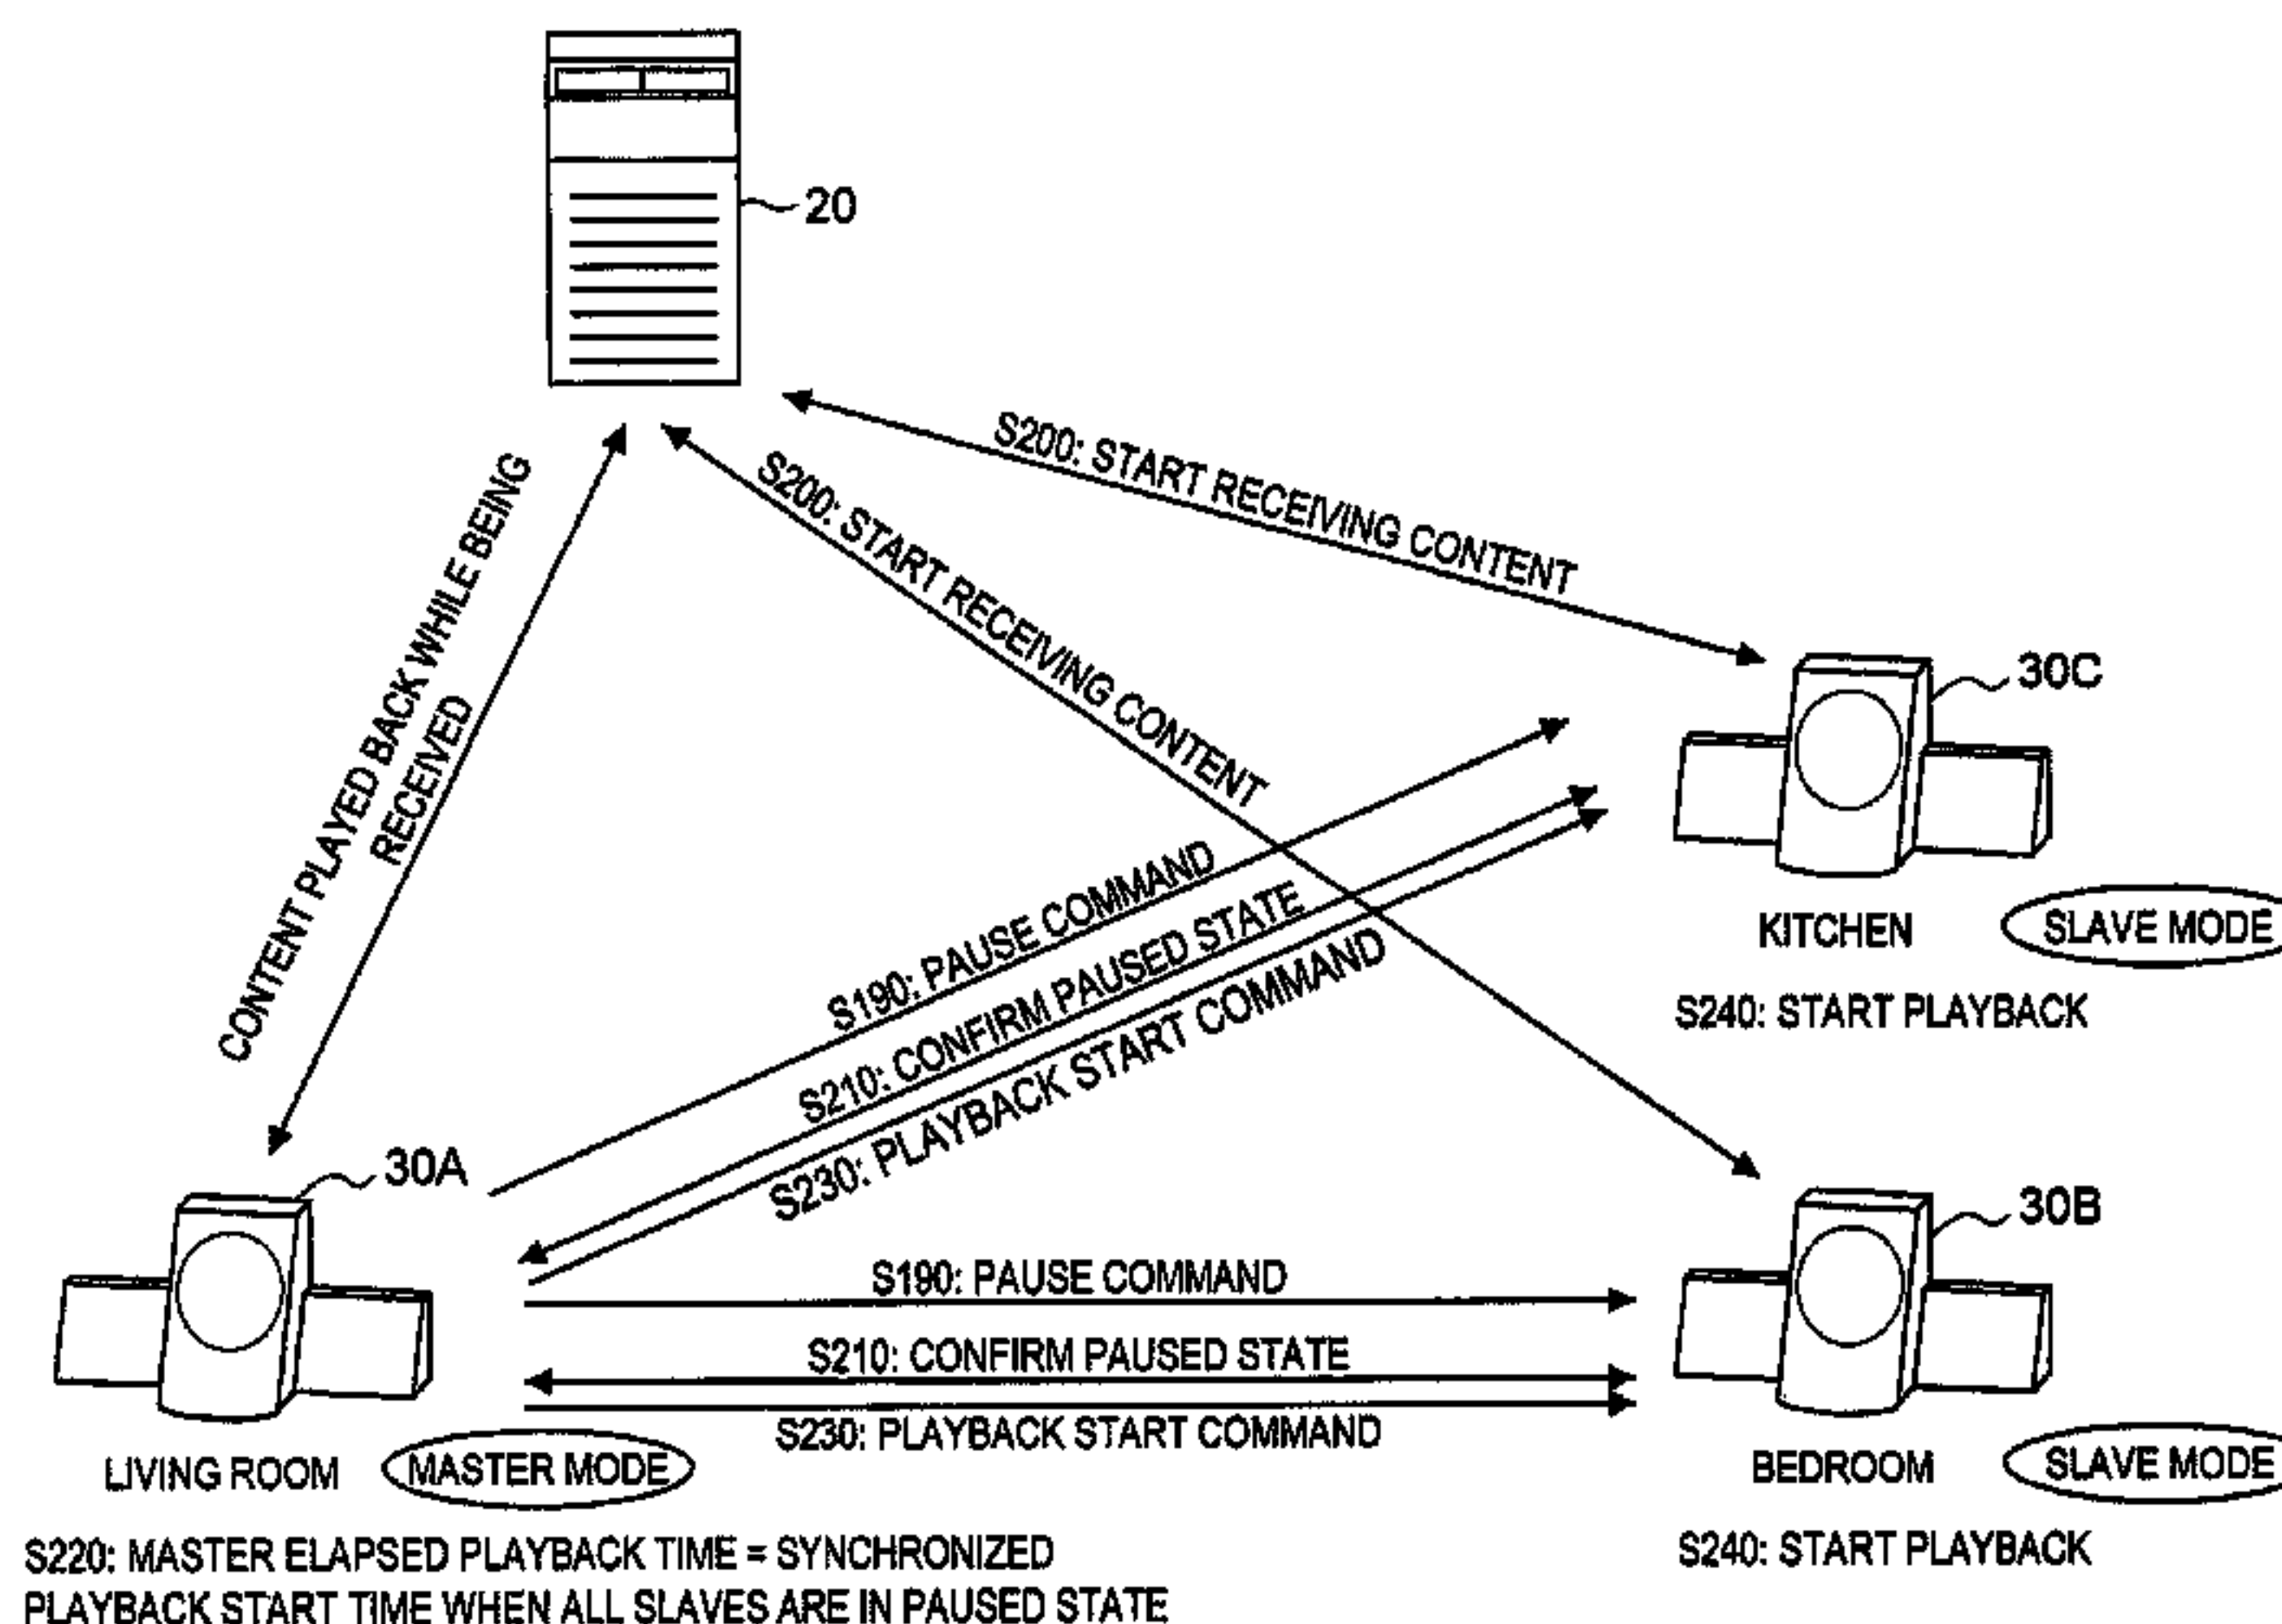 20
S200: START RECEIVING CONTENT
S200: START RECEIVING CONTENT
CONTENT PLAYED BACK WHILE BEING
RECEIVED
30C
KITCHEN
SLAVE MODE
S240: START PLAYBACK
S190: PAUSE COMMAND
S210: CONFIRM PAUSED STATE
S230: PLAYBACK START COMMAND
30A
30B
S190: PAUSE COMMAND
S210: CONFIRM PAUSED STATE
S230: PLAYBACK START COMMAND
LIVING ROOM
MASTER MODE
BEDROOM
SLAVE MODE
S240: START PLAYBACK
S220: MASTER ELAPSED PLAYBACK TIME = SYNCHRONIZED
PLAYBACK START TIME WHEN ALL SLAVES ARE IN PAUSED STATE